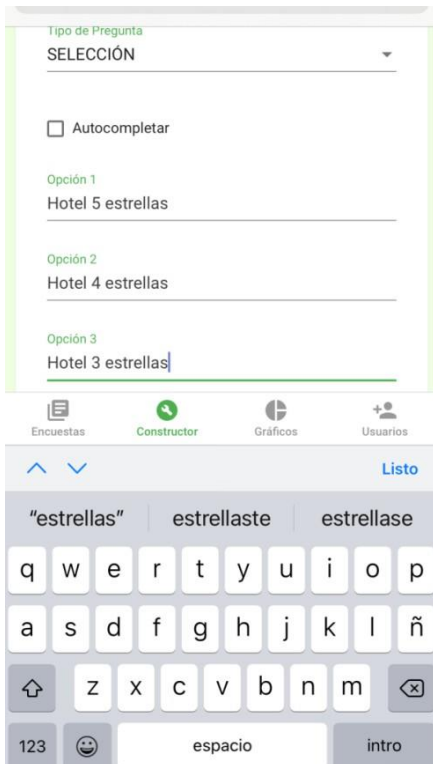 Tipo de Pregunta
SELECCIÓN
Autocompletar
Opción 1
Hotel 5 estrellas
Opción 2
Hotel 4 estrellas
Opción 3
Hotel 3 estrellas
Encuestas Constructor Gráficos Usuarios
Listo
“estrellas” estrellaste estrellase
q w e r t y u i o p
a s d f g h j k l ñ
z x c v b n m
123 espacio intro